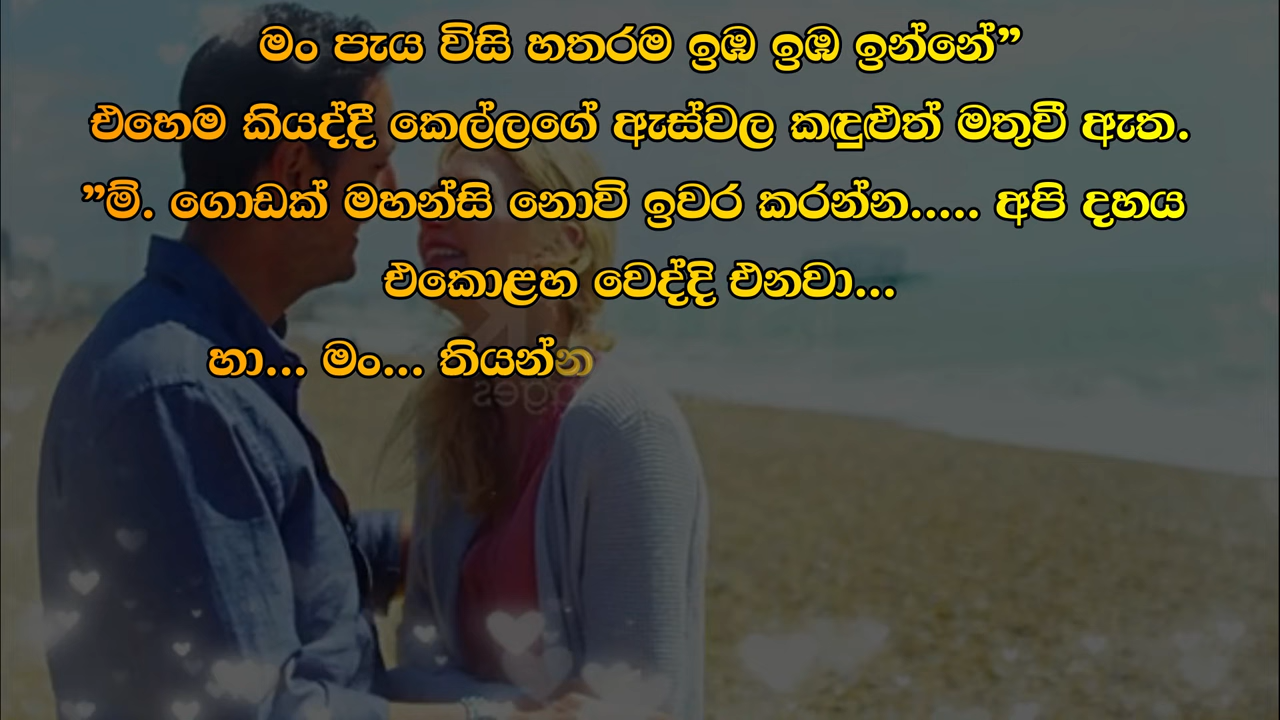 මං පැය විසි හතරම ඉඹ ඉඹ ඉන්නේ”
එහෙම කියද්දී කෙල්ලගේ ඇස්වල කඳුළුත් මතුවී ඇත.
”ම්. ගොඩක් මහන්සි නොවි ඉවර කරන්න..... අපි දහය
එකොළහ වෙද්දි එනවා...
හා... මං... තියන්න